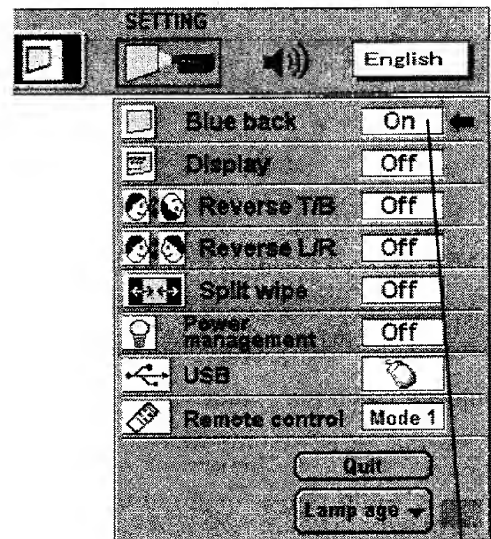 SETTING
English
Blue back On
Display Off
Reverse T/B Off
Reverse L/R Off
Split wipe Off
Power
management Off
USB
Remote control Mode 1
Quit
Lamp age